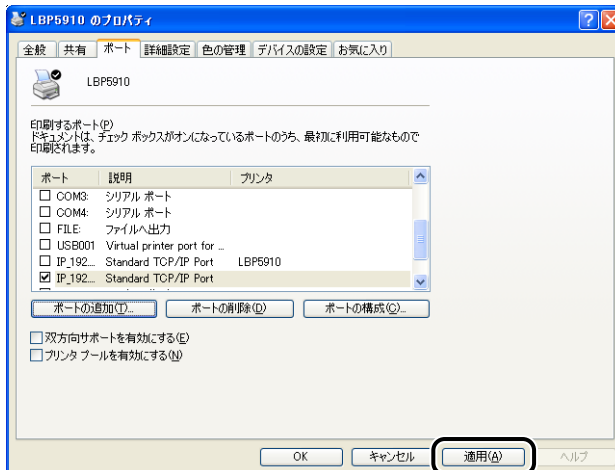 LBP5910 のプロパティ
全般 共有 ポート 詳細設定 色の管理 デバイスの設定 お気に入り
LBP5910
印刷するポート(P)
ドキュメントは、チェック ボックスがオンになっているポートのうち、最初に利用可能なもので
印刷されます。
ポート 説明 プリンタ
COM3: シリアル ポート
COM4: シリアル ポート
FILE: ファイルへ出力
USB001 Virtual printer port for ...
IP_192... Standard TCP/IP Port LBP5910
IP_192... Standard TCP/IP Port
ポートの追加(T)... ポートの削除(D) ポートの構成(C)...
双方向サポートを有効にする(E)
プリンタ プールを有効にする(N)
OK キャンセル 適用(A) ヘルプ